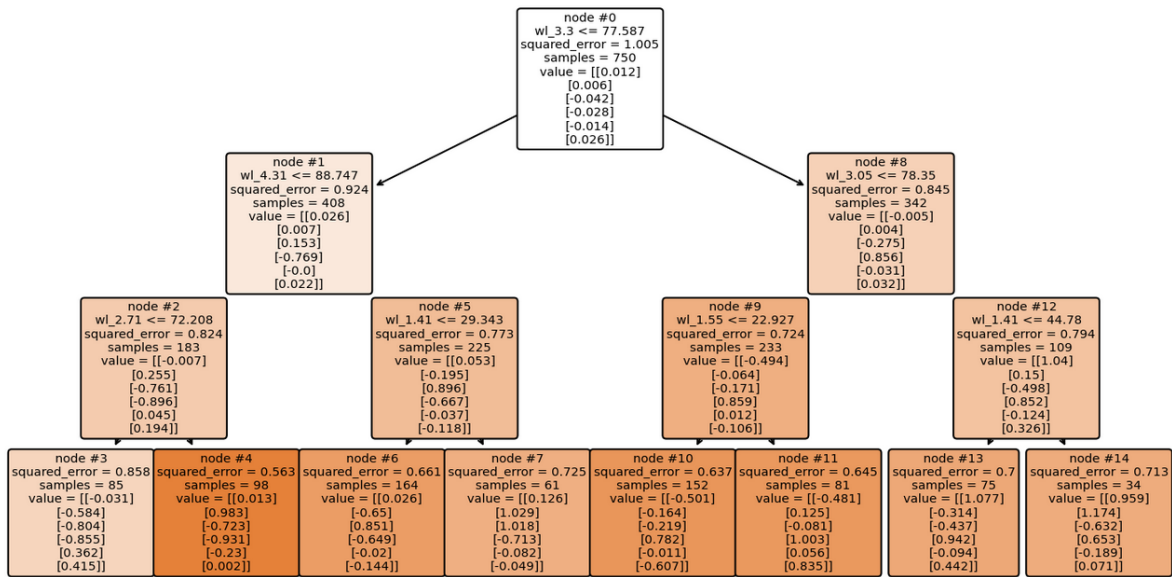 node #0
wl_3.3 <= 77.587
squared_error = 1.005
samples = 750
value = [[0.012]
[0.006]
[-0.042]
[-0.028]
[-0.014]
[0.026]]
node #1
wl_4.31 <= 88.747
squared_error = 0.924
samples = 408
value = [[0.026]
[0.007]
[0.153]
[-0.769]
[-0.0]
[0.022]]
node #8
wl_3.05 <= 78.35
squared_error = 0.845
samples = 342
value = [[-0.005]
[0.004]
[-0.275]
[0.856]
[-0.031]
[0.032]]
node #2
wl_2.71 <= 72.208
squared_error = 0.824
samples = 183
value = [[-0.007]
[0.255]
[-0.761]
[-0.896]
[0.045]
[0.194]]
node #5
wl_1.41 <= 29.343
squared_error = 0.773
samples = 225
value = [[0.053]
[-0.195]
[0.896]
[-0.667]
[-0.037]
[-0.118]]
node #9
wl_1.55 <= 22.927
squared_error = 0.724
samples = 233
value = [[-0.494]
[-0.064]
[-0.171]
[0.859]
[0.012]
[-0.106]]
node #12
wl_1.41 <= 44.78
squared_error = 0.794
samples = 109
value = [[1.04]
[0.15]
[-0.498]
[0.852]
[-0.124]
[0.326]]
node #3
squared_error = 0.858
samples = 85
value = [[-0.031]
[-0.584]
[-0.804]
[-0.855]
[0.362]
[0.415]]
node #4
squared_error = 0.563
samples = 98
value = [[0.013]
[0.983]
[-0.723]
[-0.931]
[-0.23]
[0.002]]
node #6
squared_error = 0.661
samples = 164
value = [[0.026]
[-0.65]
[0.851]
[-0.649]
[-0.02]
[-0.144]]
node #7
squared_error = 0.725
samples = 61
value = [[0.126]
[1.029]
[1.018]
[-0.713]
[-0.082]
[-0.049]]
node #10
squared_error = 0.637
samples = 152
value = [[-0.501]
[-0.164]
[-0.219]
[0.782]
[-0.011]
[-0.607]]
node #11
squared_error = 0.645
samples = 81
value = [[-0.481]
[0.125]
[-0.081]
[1.003]
[0.056]
[0.835]]
node #13
squared_error = 0.7
samples = 75
value = [[1.077]
[-0.314]
[-0.437]
[0.942]
[-0.094]
[0.442]]
node #14
squared_error = 0.713
samples = 34
value = [[0.959]
[1.174]
[-0.632]
[0.653]
[-0.189]
[0.071]]